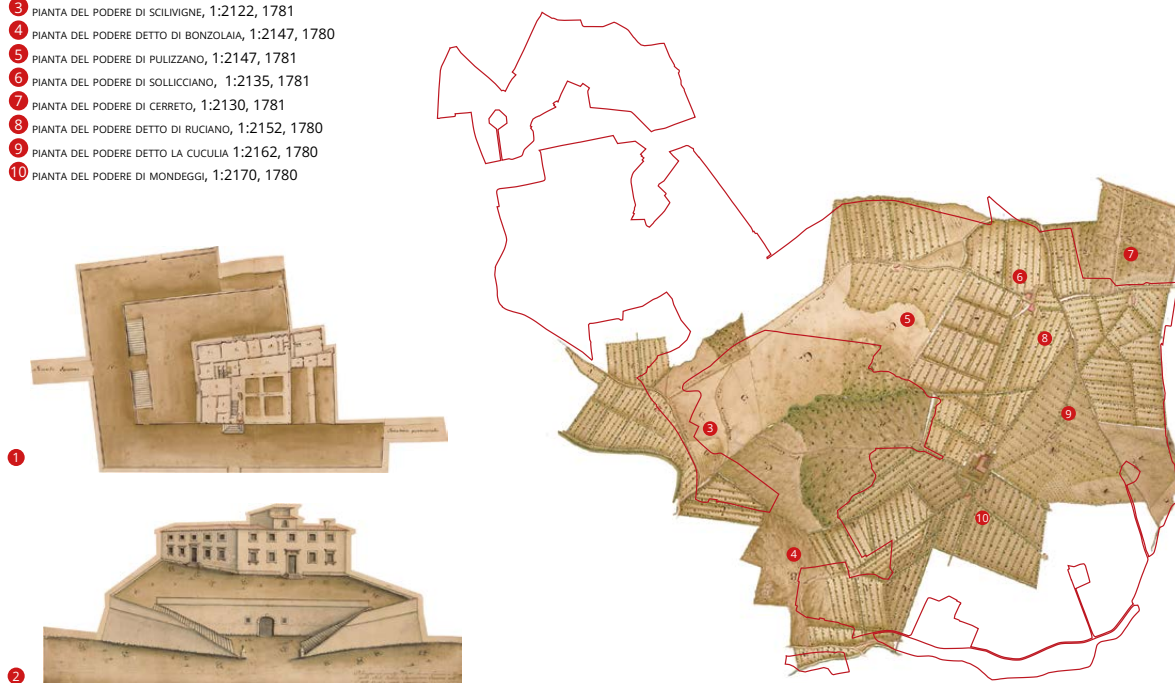 3 PIANTA DEL PODERE DI SCILIVIGNE, 1:2122, 1781
4 PIANTA DEL PODERE DETTO DI BONZOLAIA, 1:2147, 1780
5 PIANTA DEL PODERE DI PULIZZANO, 1:2147, 1781
6 PIANTA DEL PODERE DI SOLLICCIANO, 1:2135, 1781
7 PIANTA DEL PODERE DI CERRETO, 1:2130, 1781
8 PIANTA DEL PODERE DETTO DI RUCIANO, 1:2152, 1780
9 PIANTA DEL PODERE DETTO LA CUCULIA 1:2162, 1780
10 PIANTA DEL PODERE DI MONDEGGI, 1:2170, 1780
1
2
7
6
5
8
9
3
10
4